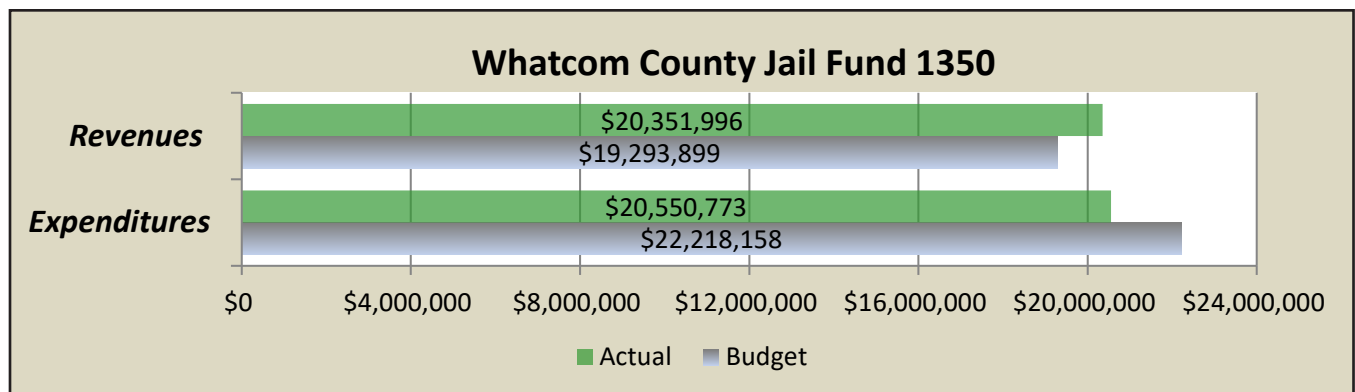 Whatcom County Jail Fund 1350
Revenues
$20,351,996
$19,293,899
Expenditures
$20,550,773
$22,218,158
$0 $4,000,000 $8,000,000 $12,000,000 $16,000,000 $20,000,000 $24,000,000
Actual Budget